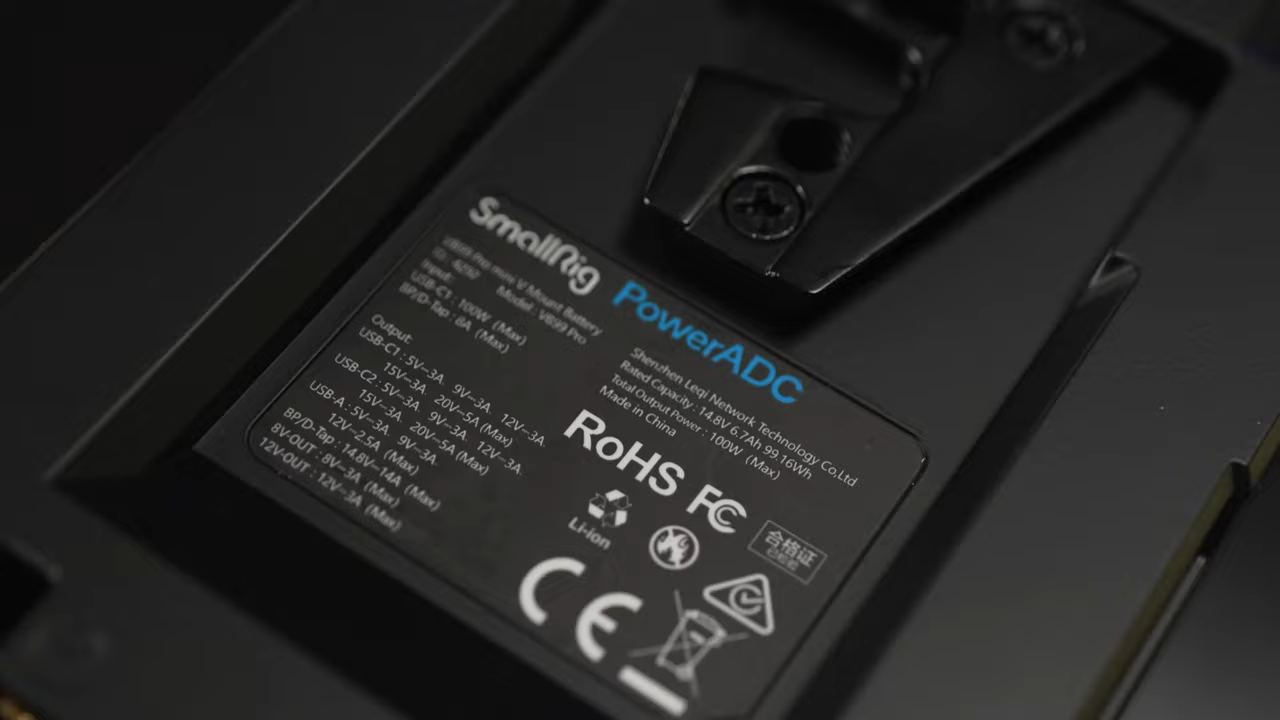 SmallRig PowerADC
VB99 Pro mini V Mount Battery
ID: 4292 Model: VB99 Pro
Input:
USB-C1: 100W (Max)
BP/D-Tap: 8A (Max)
Output:
USB-C1: 5V⎓3A, 9V⎓3A, 12V⎓3A,
15V⎓3A, 20V⎓5A (Max)
USB-C2: 5V⎓3A, 9V⎓3A, 12V⎓3A,
15V⎓3A, 20V⎓5A (Max)
USB-A: 5V⎓3A, 9V⎓3A,
12V⎓2.5A (Max)
BP/D-Tap: 14.8V⎓14A (Max)
8V-OUT: 8V⎓3A (Max)
12V-OUT: 12V⎓3A (Max)
Shenzhen Leqi Network Technology Co,Ltd
Rated Capacity: 14.8V 6.7Ah 99.16Wh
Total Output Power: 100W (Max)
Made in China
RoHS FC
合格证
已检验
Li-ion
CE